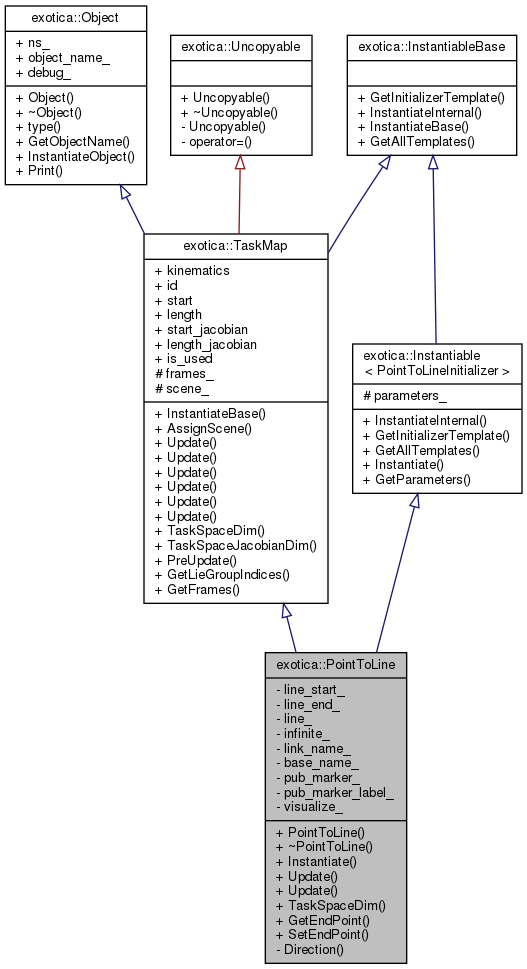 exotica::Object
+ ns_
+ object_name_
+ debug_
+ Object()
+ ~Object()
+ type()
+ GetObjectName()
+ InstantiateObject()
+ Print()
exotica::Uncopyable
+ Uncopyable()
+ ~Uncopyable()
- Uncopyable()
- operator=()
exotica::InstantiableBase
+ GetInitializerTemplate()
+ InstantiateInternal()
+ InstantiateBase()
+ GetAllTemplates()
exotica::TaskMap
+ kinematics
+ id
+ start
+ length
+ start_jacobian
+ length_jacobian
+ is_used
# frames_
# scene_
+ InstantiateBase()
+ AssignScene()
+ Update()
+ Update()
+ Update()
+ Update()
+ Update()
+ Update()
+ TaskSpaceDim()
+ TaskSpaceJacobianDim()
+ PreUpdate()
+ GetLieGroupIndices()
+ GetFrames()
exotica::Instantiable
< PointToLineInitializer >
# parameters_
+ InstantiateInternal()
+ GetInitializerTemplate()
+ GetAllTemplates()
+ Instantiate()
+ GetParameters()
exotica::PointToLine
- line_start_
- line_end_
- line_
- infinite_
- link_name_
- base_name_
- pub_marker_
- pub_marker_label_
- visualize_
+ PointToLine()
+ ~PointToLine()
+ Instantiate()
+ Update()
+ Update()
+ TaskSpaceDim()
+ GetEndPoint()
+ SetEndPoint()
- Direction()